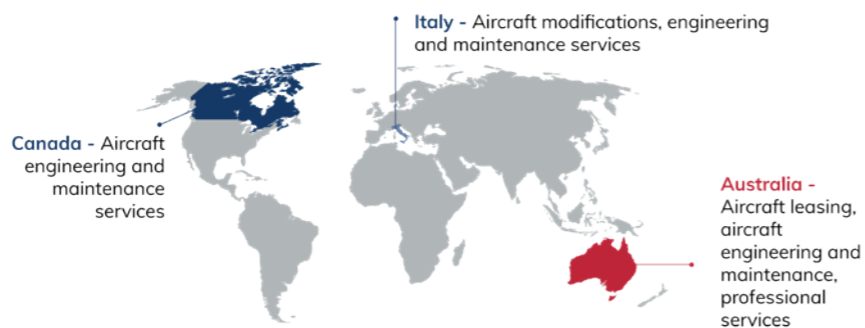 Italy - Aircraft modifications, engineering
and maintenance services
Canada - Aircraft
engineering and
maintenance
services
Australia -
Aircraft leasing,
aircraft
engineering and
maintenance,
professional
services